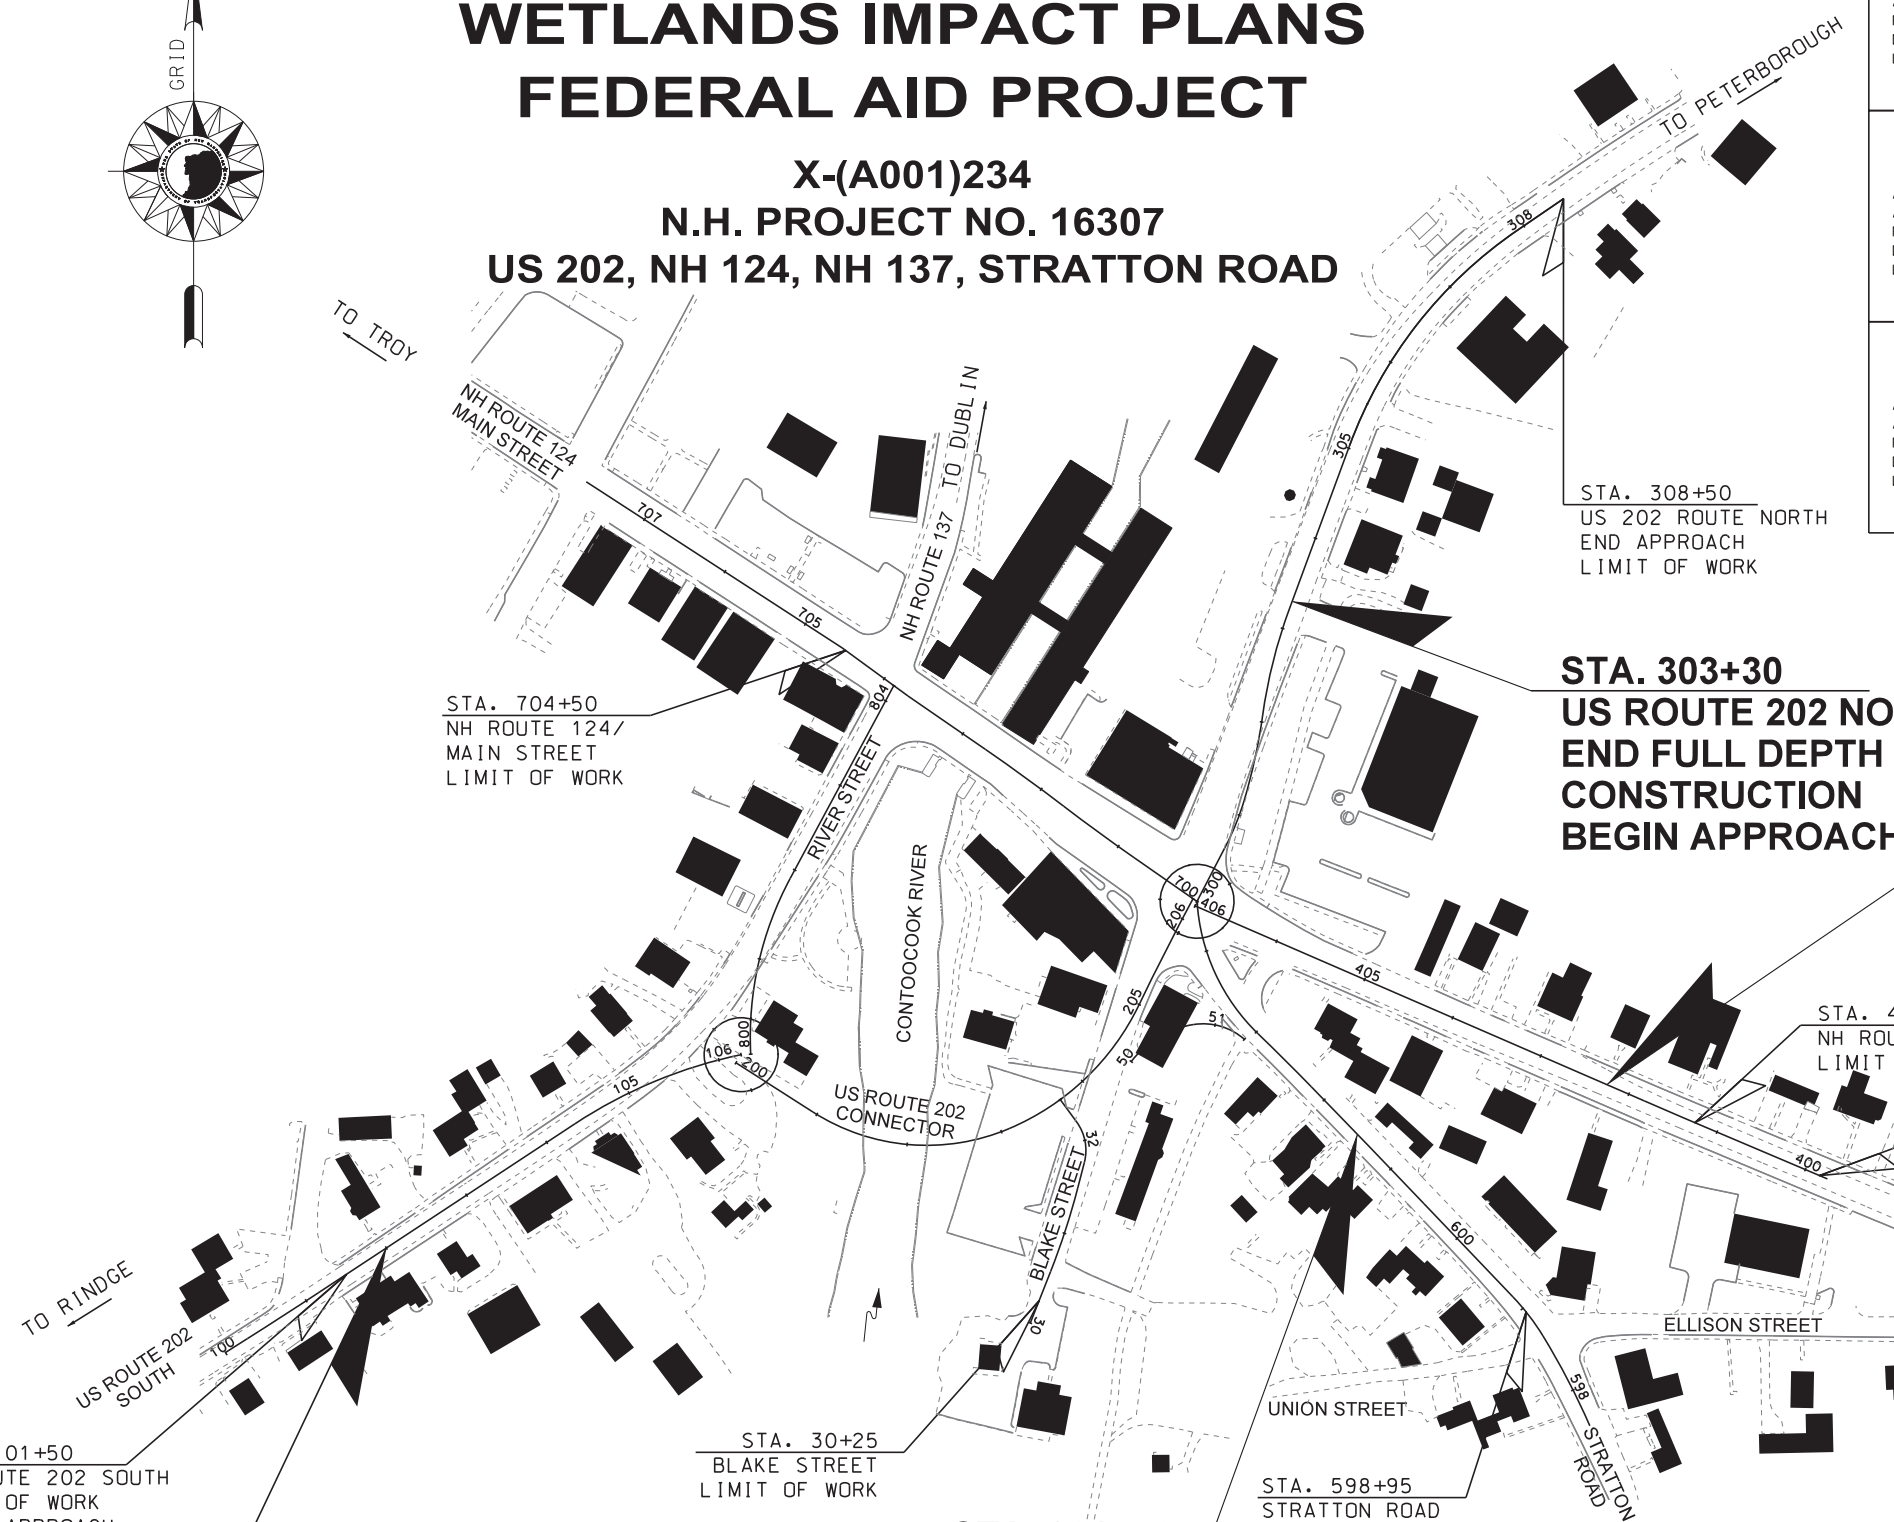 WETLANDS IMPACT PLANS
FEDERAL AID PROJECT
X-(A001)234
N.H. PROJECT NO. 16307
US 202, NH 124, NH 137, STRATTON ROAD
GRID
TO PETERBOROUGH
TO TROY
NH ROUTE 124
MAIN STREET
NH ROUTE 137
TO DUBLIN
308
305
707
705
804
STA. 308+50
US 202 ROUTE NORTH
END APPROACH
LIMIT OF WORK
STA. 303+30
US ROUTE 202 NO
END FULL DEPTH
CONSTRUCTION
BEGIN APPROACH
STA. 704+50
NH ROUTE 124/
MAIN STREET
LIMIT OF WORK
RIVER STREET
CONTOOCOOK RIVER
700
300
206
406
405
205
51
50
STA. 4
NH ROU
LIMIT
106
800
200
105
US ROUTE 202
CONNECTOR
32
BLAKE STREET
30
400
600
TO RINDGE
US ROUTE 202
SOUTH
100
ELLISON STREET
UNION STREET
598
STRATTON
ROAD
01+50
UTE 202 SOUTH
OF WORK
APPROACH
STA. 30+25
BLAKE STREET
LIMIT OF WORK
STA. 598+95
STRATTON ROAD